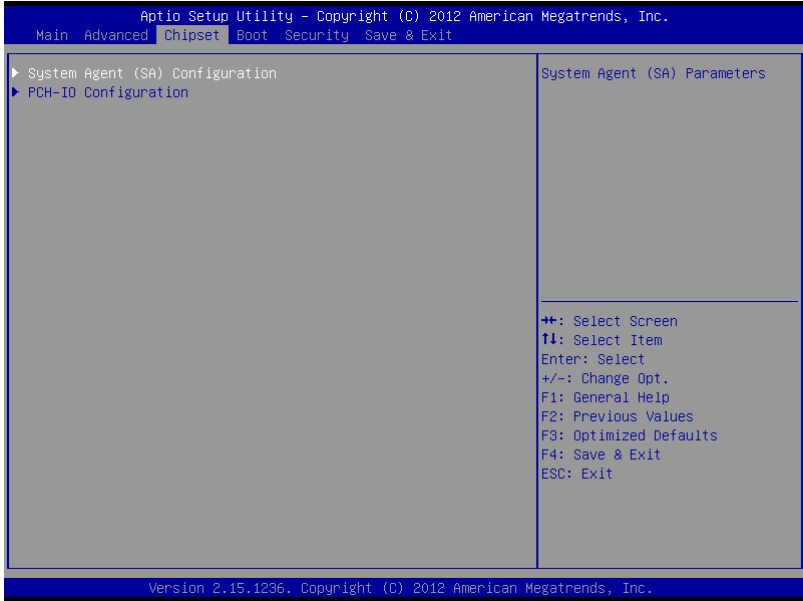 Aptio Setup Utility – Copyright (C) 2012 American Megatrends, Inc.
Main Advanced Chipset Boot Security Save & Exit
▶ System Agent (SA) Configuration
▶ PCH-IO Configuration
System Agent (SA) Parameters
→←: Select Screen
↑↓: Select Item
Enter: Select
+/-: Change Opt.
F1: General Help
F2: Previous Values
F3: Optimized Defaults
F4: Save & Exit
ESC: Exit
Version 2.15.1236. Copyright (C) 2012 American Megatrends, Inc.